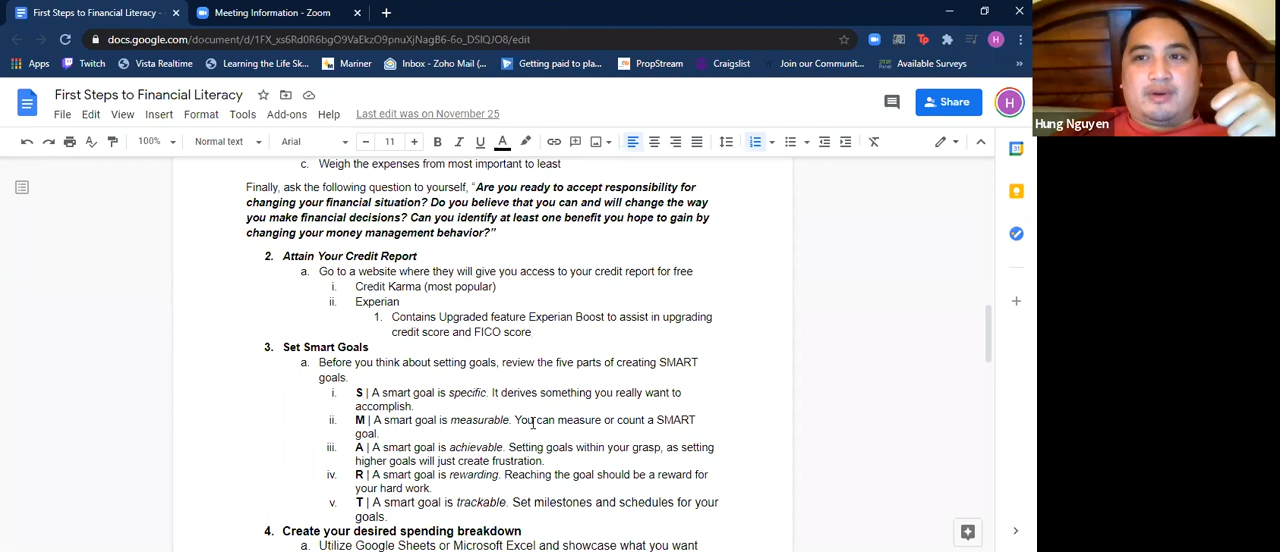 First Steps to Financial Literacy -
Meeting Information - Zoom
docs.google.com/document/d/1FX_xs6Rd0R6bgO9VaEkzO9pnuXjNagB6-6o_DSIQJO8/edit
Apps Twitch Vista Realtime Learning the Life Sk... Mariner Inbox - Zoho Mail (... Getting paid to pla... PropStream Craigslist Join our Communit... Available Surveys »
First Steps to Financial Literacy
File Edit View Insert Format Tools Add-ons Help Last edit was on November 25
Share
H
Hung Nguyen
100% Normal text Arial 11 B I U A
c. Weigh the expenses from most important to least
Finally, ask the following question to yourself, “Are you ready to accept responsibility for
changing your financial situation? Do you believe that you can and will change the way
you make financial decisions? Can you identify at least one benefit you hope to gain by
changing your money management behavior?”
2. Attain Your Credit Report
a. Go to a website where they will give you access to your credit report for free
i. Credit Karma (most popular)
ii. Experian
1. Contains Upgraded feature Experian Boost to assist in upgrading
credit score and FICO score
3. Set Smart Goals
a. Before you think about setting goals, review the five parts of creating SMART
goals.
i. S | A smart goal is specific. It derives something you really want to
accomplish.
ii. M | A smart goal is measurable. You can measure or count a SMART
goal.
iii. A | A smart goal is achievable. Setting goals within your grasp, as setting
higher goals will just create frustration.
iv. R | A smart goal is rewarding. Reaching the goal should be a reward for
your hard work.
v. T | A smart goal is trackable. Set milestones and schedules for your
goals.
4. Create your desired spending breakdown
a. Utilize Google Sheets or Microsoft Excel and showcase what you want